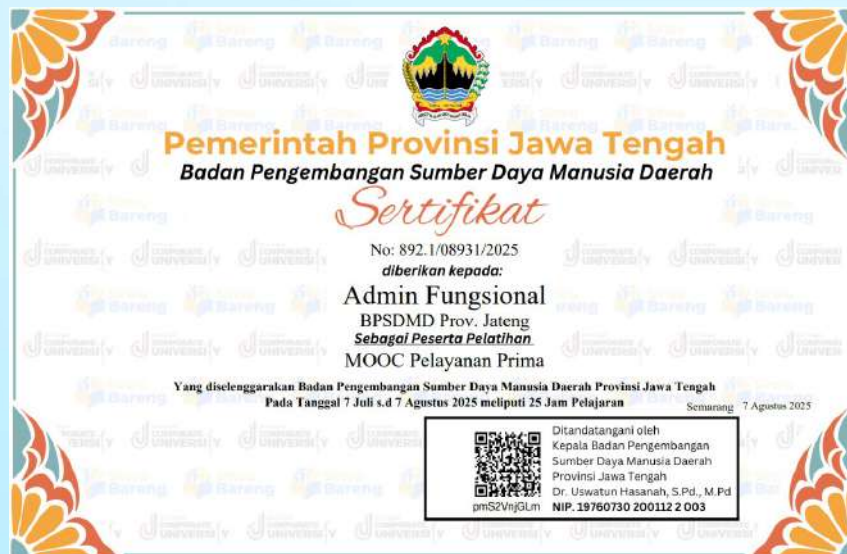 Pemerintah Provinsi Jawa Tengah
Badan Pengembangan Sumber Daya Manusia Daerah
Sertifikat
No: 892.1/08931/2025
diberikan kepada:
Admin Fungsional
BPSDMD Prov. Jateng
Sebagai Peserta Pelatihan
MOOC Pelayanan Prima
Yang diselenggarakan Badan Pengembangan Sumber Daya Manusia Daerah Provinsi Jawa Tengah
Pada Tanggal 7 Juli s.d 7 Agustus 2025 meliputi 25 Jam Pelajaran
Semarang 7 Agustus 2025
Ditandatangani oleh
Kepala Badan Pengembangan
Sumber Daya Manusia Daerah
Provinsi Jawa Tengah
Dr. Uswatun Hasanah, S.Pd., M.Pd
NIP. 19760730 200112 2 003
pmS2VnjGLm